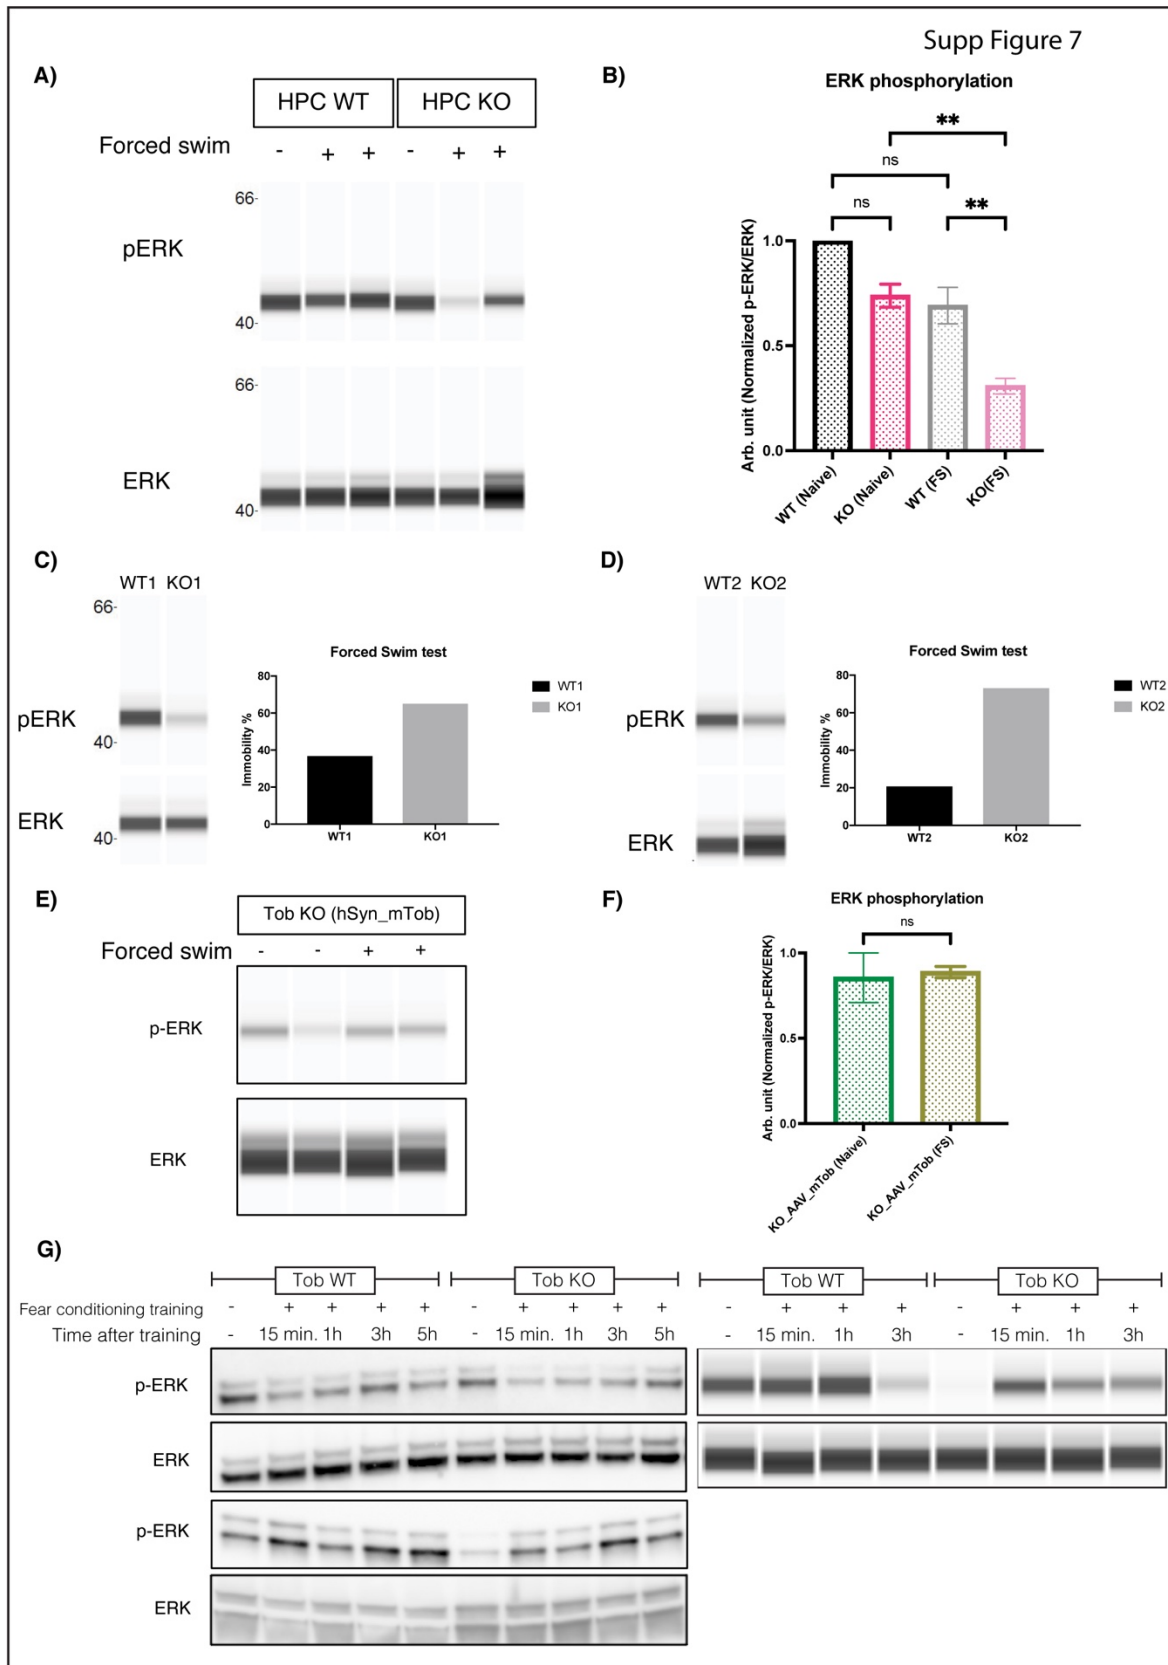 Supp Figure 7
A)
HPC WT HPC KO
Forced swim - + + - + +
66-
pERK
40-
66-
ERK
40-
B)
ERK phosphorylation
**
ns
ns **
Arb. unit (Normalized p-ERK/ERK)
1.0
0.5
0.0
WT (Naive) KO (Naive) WT (FS) KO(FS)
C)
WT1 KO1
66-
pERK
40-
ERK
40-
Forced Swim test
Immobility %
80
60
40
20
0
WT1 KO1
WT1
KO1
D)
WT2 KO2
pERK
ERK
Forced Swim test
Immobility %
80
60
40
20
0
WT2 KO2
WT2
KO2
E)
Tob KO (hSyn_mTob)
Forced swim - - + +
p-ERK
ERK
F)
ERK phosphorylation
ns
Arb. unit (Normalized p-ERK/ERK)
1.0
0.5
0.0
KO_AAV_mTob (Naive) KO_AAV_mTob (FS)
G)
Tob WT Tob KO Tob WT Tob KO
Fear conditioning training - + + + + - + + + + - + + + - + + +
Time after training - 15 min. 1h 3h 5h - 15 min. 1h 3h 5h - 15 min. 1h 3h - 15 min. 1h 3h
p-ERK
ERK
p-ERK
ERK